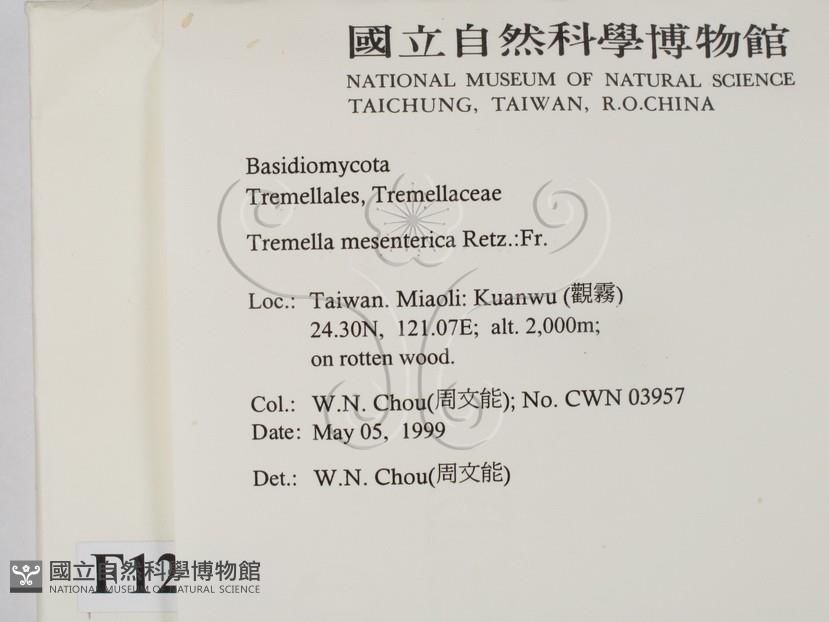 國立自然科學博物館
NATIONAL MUSEUM OF NATURAL SCIENCE
TAICHUNG, TAIWAN, R.O.CHINA
Basidiomycota
Tremellales, Tremellaceae
Tremella mesenterica Retz.:Fr.
Loc.: Taiwan. Miaoli: Kuanwu (觀霧)
24.30N, 121.07E; alt. 2,000m;
on rotten wood.
Col.: W.N. Chou(周文能); No. CWN 03957
Date: May 05, 1999
Det.: W.N. Chou(周文能)
F12
國立自然科學博物館
NATIONAL MUSEUM OF NATURAL SCIENCE